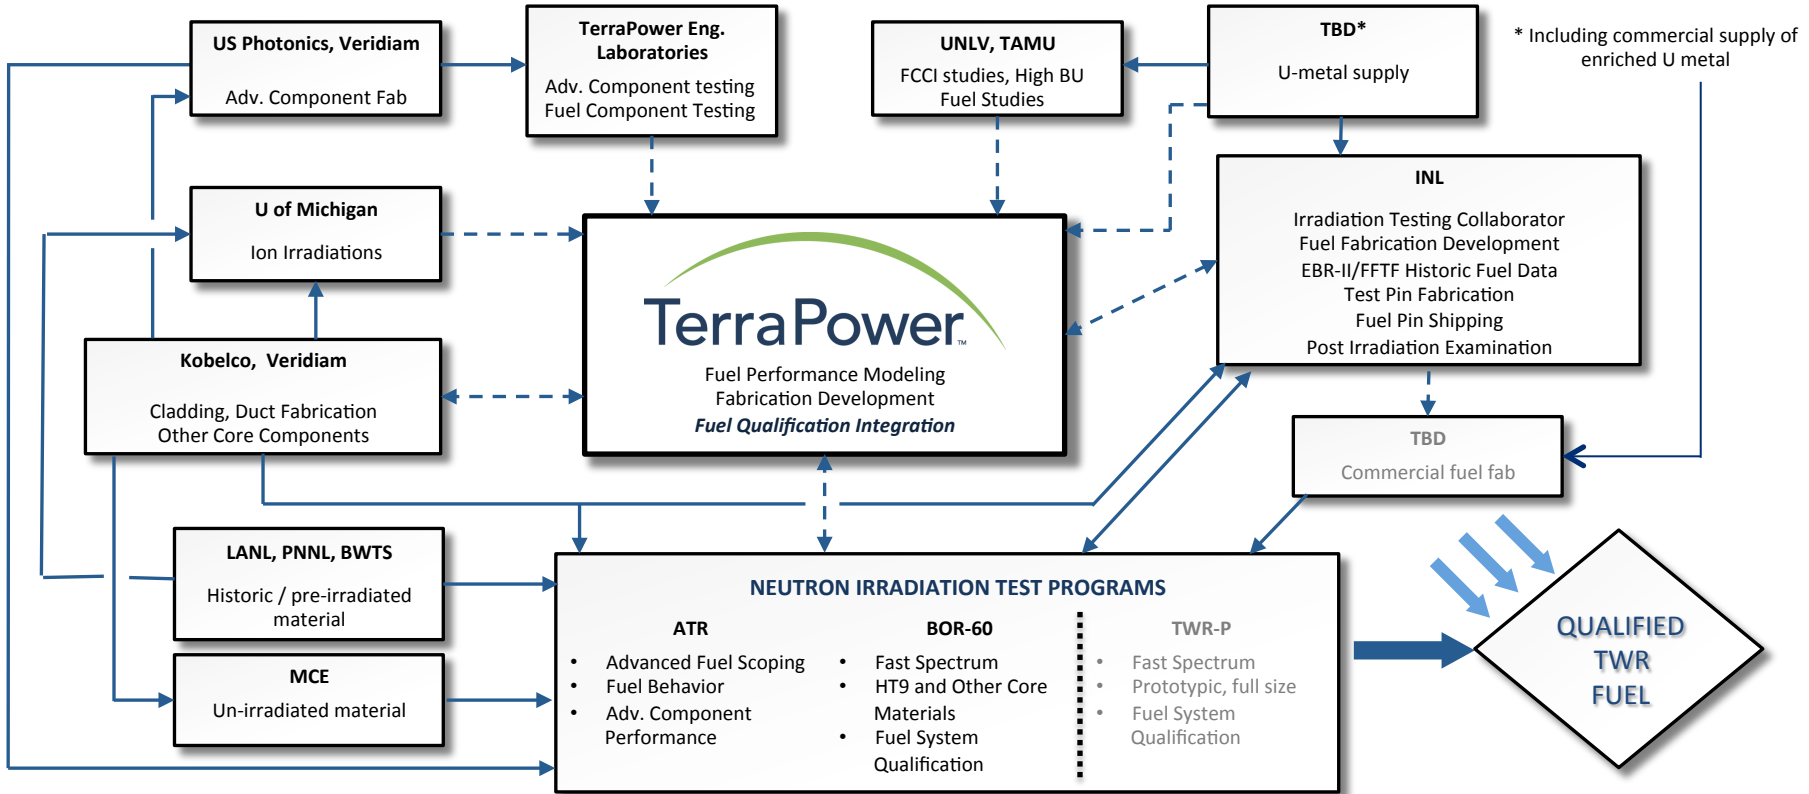 US Photonics, Veridiam
Adv. Component Fab
TerraPower Eng.
Laboratories
Adv. Component testing
Fuel Component Testing
UNLV, TAMU
FCCI studies, High BU
Fuel Studies
TBD*
U-metal supply
* Including commercial supply of
enriched U metal
U of Michigan
Ion Irradiations
TerraPower™
Fuel Performance Modeling
Fabrication Development
Fuel Qualification Integration
INL
Irradiation Testing Collaborator
Fuel Fabrication Development
EBR-II/FFTF Historic Fuel Data
Test Pin Fabrication
Fuel Pin Shipping
Post Irradiation Examination
Kobelco, Veridiam
Cladding, Duct Fabrication
Other Core Components
TBD
Commercial fuel fab
LANL, PNNL, BWTS
Historic / pre-irradiated
material
MCE
Un-irradiated material
NEUTRON IRRADIATION TEST PROGRAMS
ATR
• Advanced Fuel Scoping
• Fuel Behavior
• Adv. Component
Performance
BOR-60
• Fast Spectrum
• HT9 and Other Core
Materials
• Fuel System
Qualification
TWR-P
• Fast Spectrum
• Prototypic, full size
• Fuel System
Qualification
QUALIFIED
TWR
FUEL